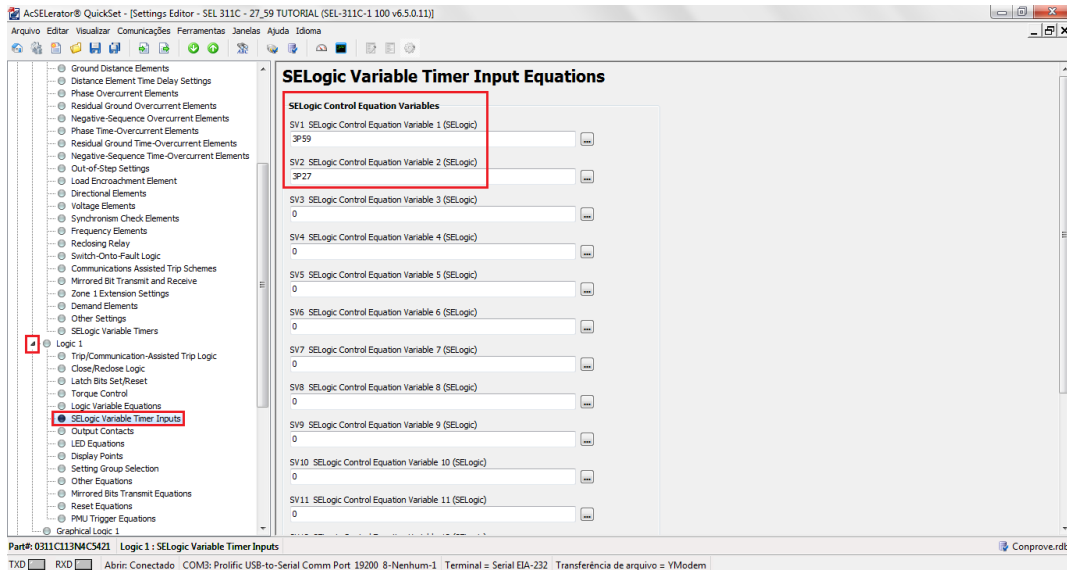 AcSELerator® QuickSet - [Settings Editor - SEL 311C - 27_59 TUTORIAL (SEL-311C-1 100 v6.5.0.11)]
Arquivo Editar Visualizar Comunicações Ferramentas Janelas Ajuda Idioma
Ground Distance Elements
Distance Element Time Delay Settings
Phase Overcurrent Elements
Residual Ground Overcurrent Elements
Negative-Sequence Overcurrent Elements
Phase Time-Overcurrent Elements
Residual Ground Time-Overcurrent Elements
Negative-Sequence Time-Overcurrent Elements
Out-of-Step Settings
Load Encroachment Element
Directional Elements
Voltage Elements
Synchronism Check Elements
Frequency Elements
Reclosing Relay
Switch-Onto-Fault Logic
Communications Assisted Trip Schemes
Mirrored Bit Transmit and Receive
Zone 1 Extension Settings
Demand Elements
Other Settings
SELogic Variable Timers
Logic 1
Trip/Communication-Assisted Trip Logic
Close/Reclose Logic
Latch Bits Set/Reset
Torque Control
Logic Variable Equations
SELogic Variable Timer Inputs
Output Contacts
LED Equations
Display Points
Setting Group Selection
Other Equations
Mirrored Bits Transmit Equations
Reset Equations
PMU Trigger Equations
Graphical Logic 1
SELogic Variable Timer Input Equations
SELogic Control Equation Variables
SV1 SELogic Control Equation Variable 1 (SELogic)
3P59
...
SV2 SELogic Control Equation Variable 2 (SELogic)
3P27
...
SV3 SELogic Control Equation Variable 3 (SELogic)
0
...
SV4 SELogic Control Equation Variable 4 (SELogic)
0
...
SV5 SELogic Control Equation Variable 5 (SELogic)
0
...
SV6 SELogic Control Equation Variable 6 (SELogic)
0
...
SV7 SELogic Control Equation Variable 7 (SELogic)
0
...
SV8 SELogic Control Equation Variable 8 (SELogic)
0
...
SV9 SELogic Control Equation Variable 9 (SELogic)
0
...
SV10 SELogic Control Equation Variable 10 (SELogic)
0
...
SV11 SELogic Control Equation Variable 11 (SELogic)
0
...
Part#: 0311C113N4C5421 Logic 1 : SELogic Variable Timer Inputs Conprove.rdb
TXD RXD Abrir: Conectado COM3: Prolific USB-to-Serial Comm Port 19200 8-Nenhum-1 Terminal = Serial EIA-232 Transferência de arquivo = YModem